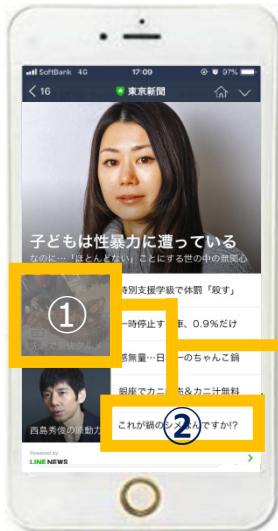 SoftBank 4G 17:09 97%
16 東京新聞
子どもは性暴力に遭っている
なのに…「ほとんどない」ことにする世の中の無関心
特別支援学級で体罰「殺す」
①
一時停止す 車、0.9%だけ
感無量…日 一のちゃんこ鍋
銀座でカニ 売&カニ汁無料
西島秀俊の原動力
これが鍋のシメなんですか!?
②
Powered by
LINE NEWS